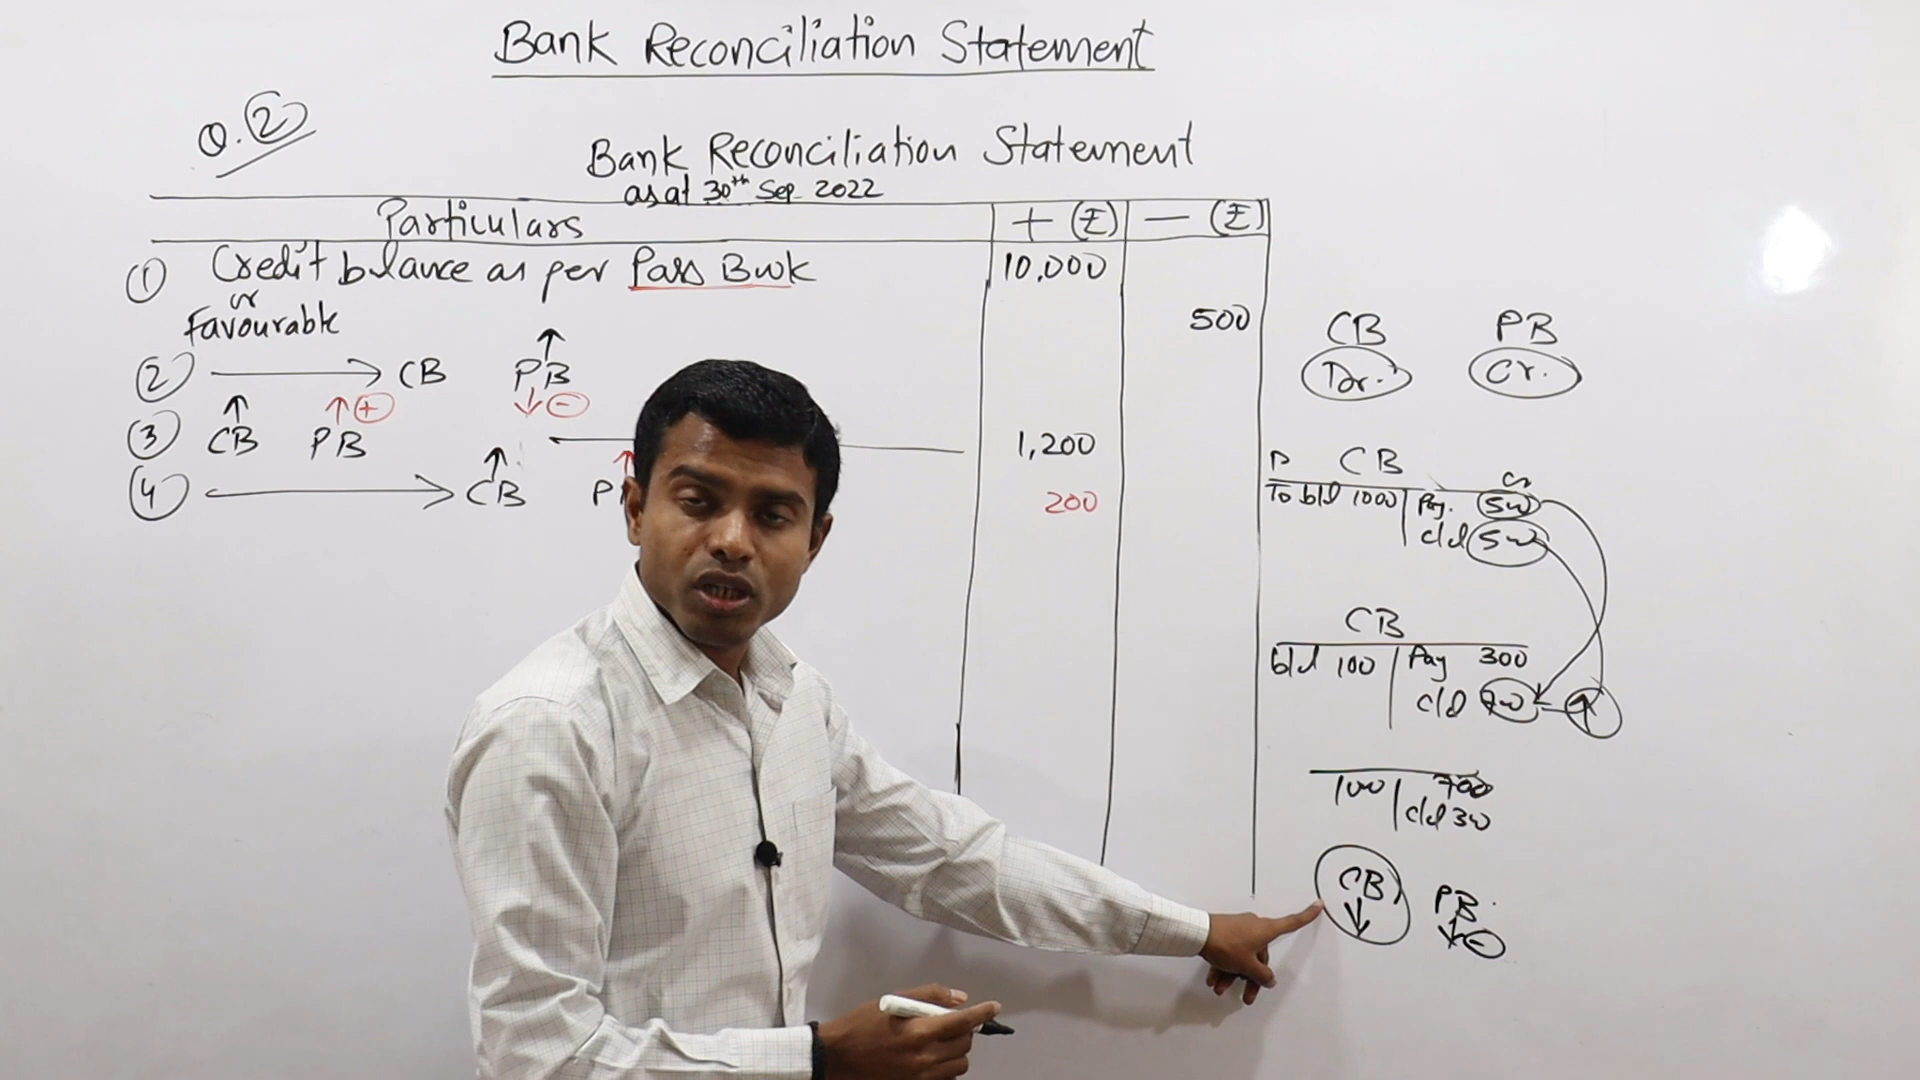 Bank Reconciliation Statement
Q. 2
Bank Reconciliation Statement
as at 30th Sep. 2022
Particulars + (₹) — (₹)
① Credit balance as per Pass Book 10,000
or
Favourable
500
② CB PB
↓ ⊖
③ CB PB 1,200
↑ ⊕
④ CB 200
CB PB
Dr. Cr.
CB
To b/d 1000 Pay.
c/d
CB
b/d 100 Pay 300
c/d
700
c/d
CB PB
↓ ↓ ⊖